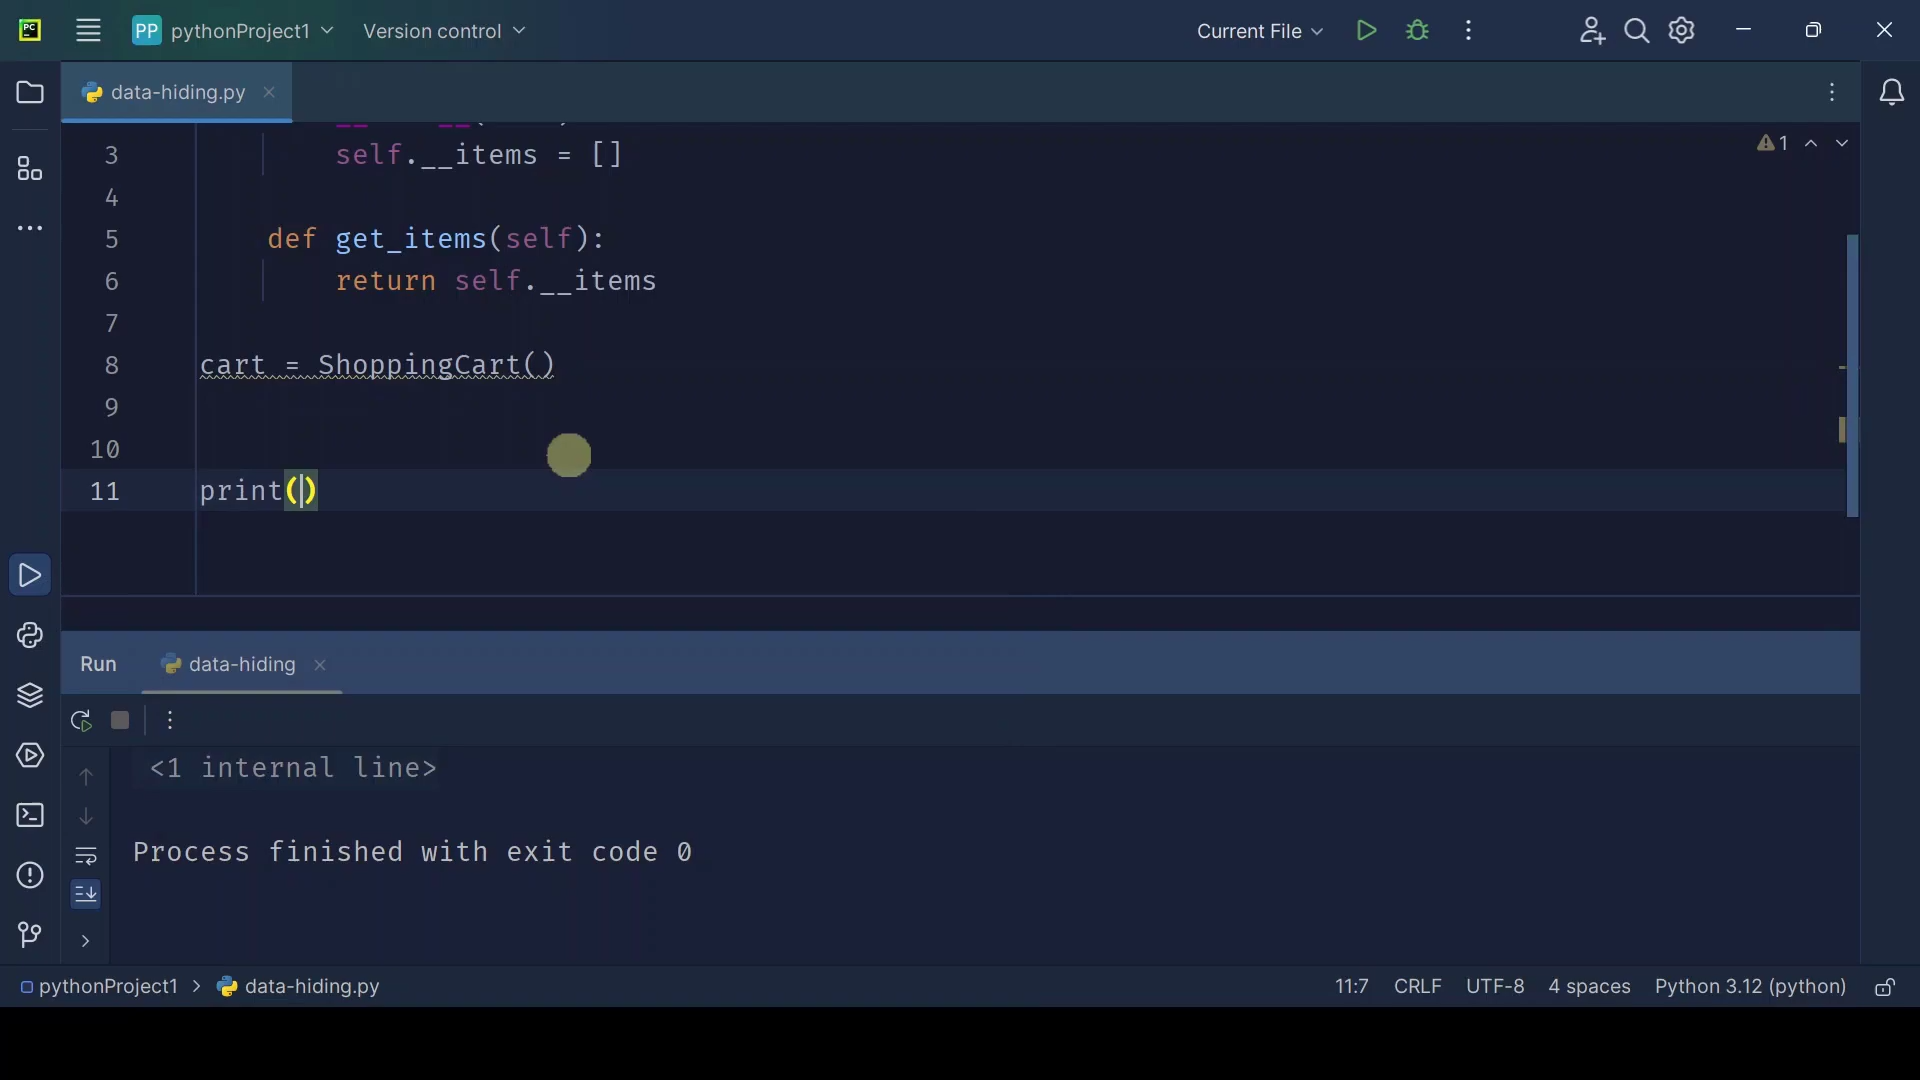 PC
PP pythonProject1 Version control Current File
data-hiding.py
1
3 self.__items = []
4
5 def get_items(self):
6 return self.__items
7
8 cart = ShoppingCart()
9
10
11 print()
Run data-hiding
<1 internal line>
Process finished with exit code 0
pythonProject1 > data-hiding.py 11:7 CRLF UTF-8 4 spaces Python 3.12 (python)